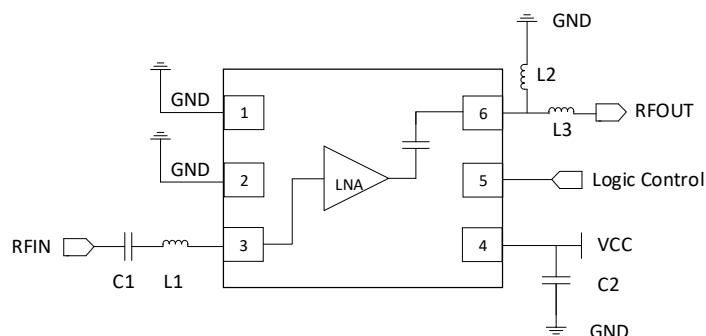 GND
L2
GND
1
6
RFOUT
L3
GND
2
LNA
5
Logic Control
RFIN
3
4
VCC
C1
L1
C2
GND